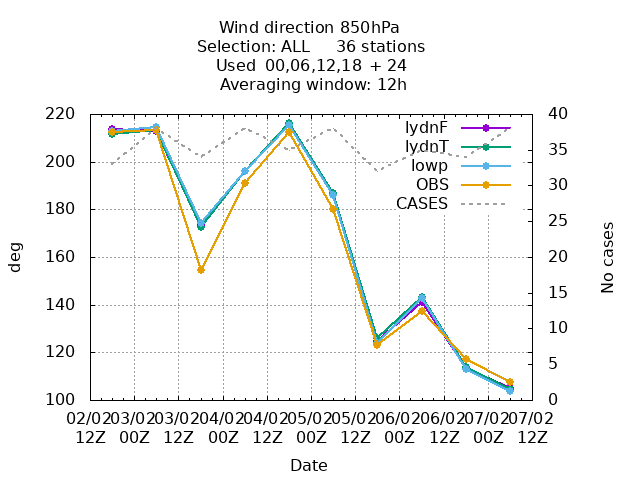 Wind direction 850hPa
Selection: ALL 36 stations
Used 00,06,12,18 + 24
Averaging window: 12h
220
200
180
160
140
120
100
deg
40
35
30
25
20
15
10
5
0
No cases
lydnF
lydnT
lowp
OBS
CASES
02/02 03/02 03/02 04/02 04/02 05/02 05/02 06/02 06/02 07/02 07/02
12Z 00Z 12Z 00Z 12Z 00Z 12Z 00Z 12Z 00Z 12Z
Date